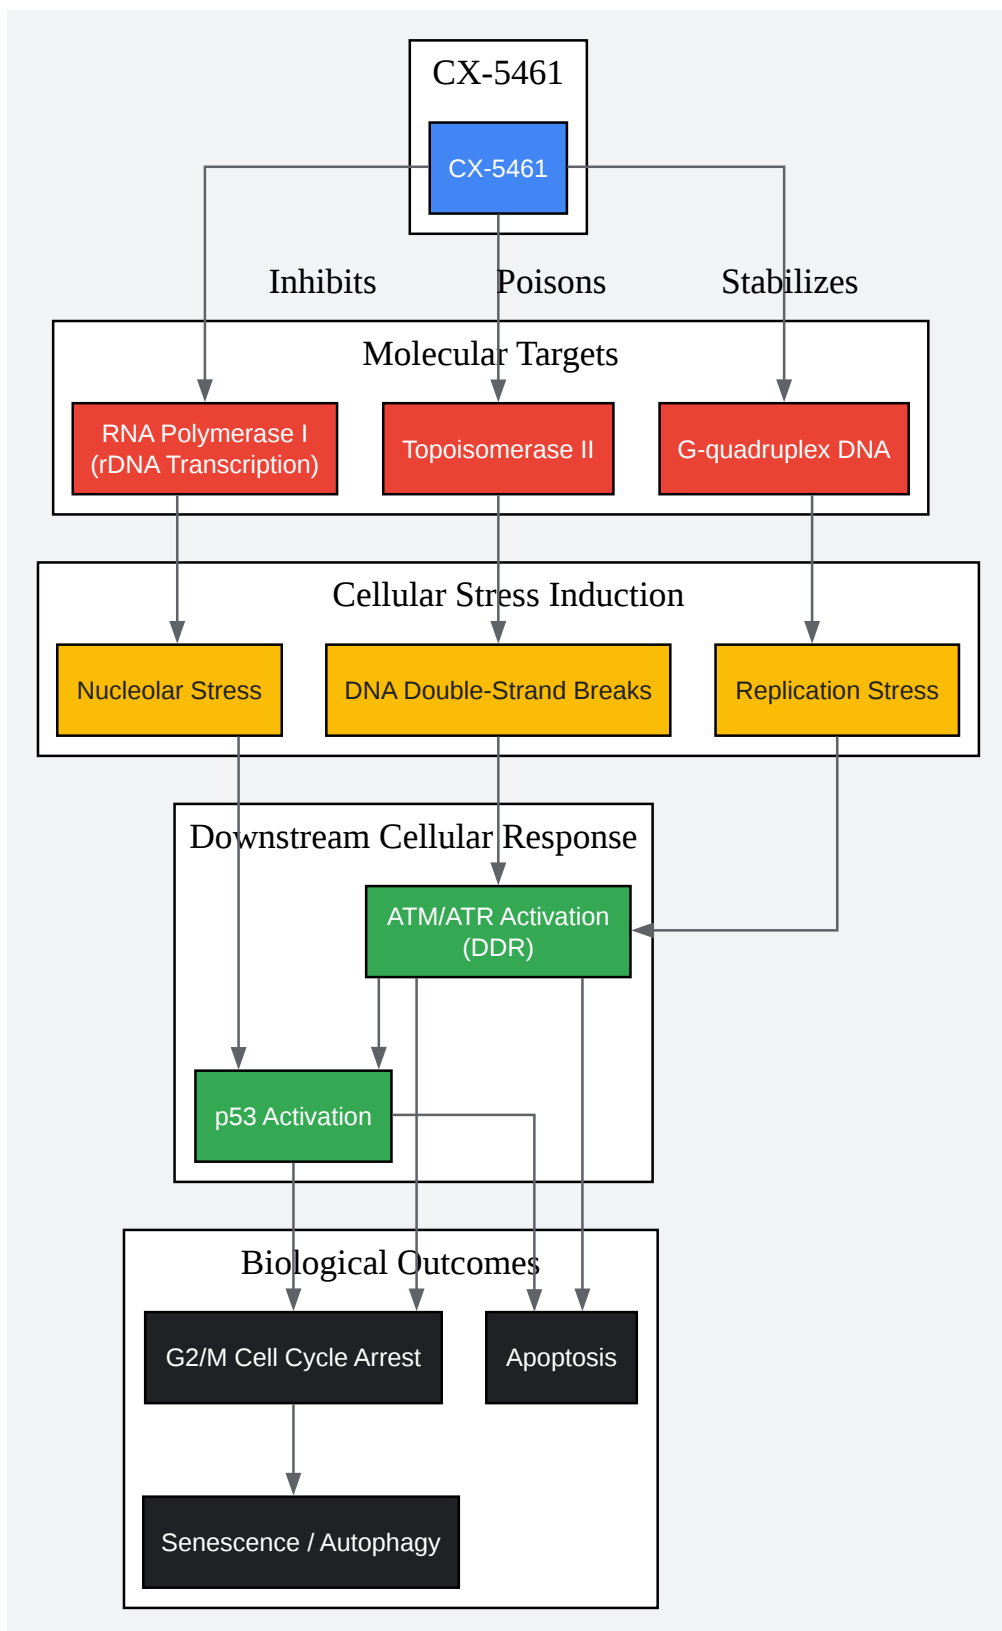 CX-5461
CX-5461
Inhibits
Poisons
Stabilizes
Molecular Targets
RNA Polymerase I
(rDNA Transcription)
Topoisomerase II
G-quadruplex DNA
Cellular Stress Induction
Nucleolar Stress
DNA Double-Strand Breaks
Replication Stress
Downstream Cellular Response
ATM/ATR Activation
(DDR)
p53 Activation
Biological Outcomes
G2/M Cell Cycle Arrest
Apoptosis
Senescence / Autophagy